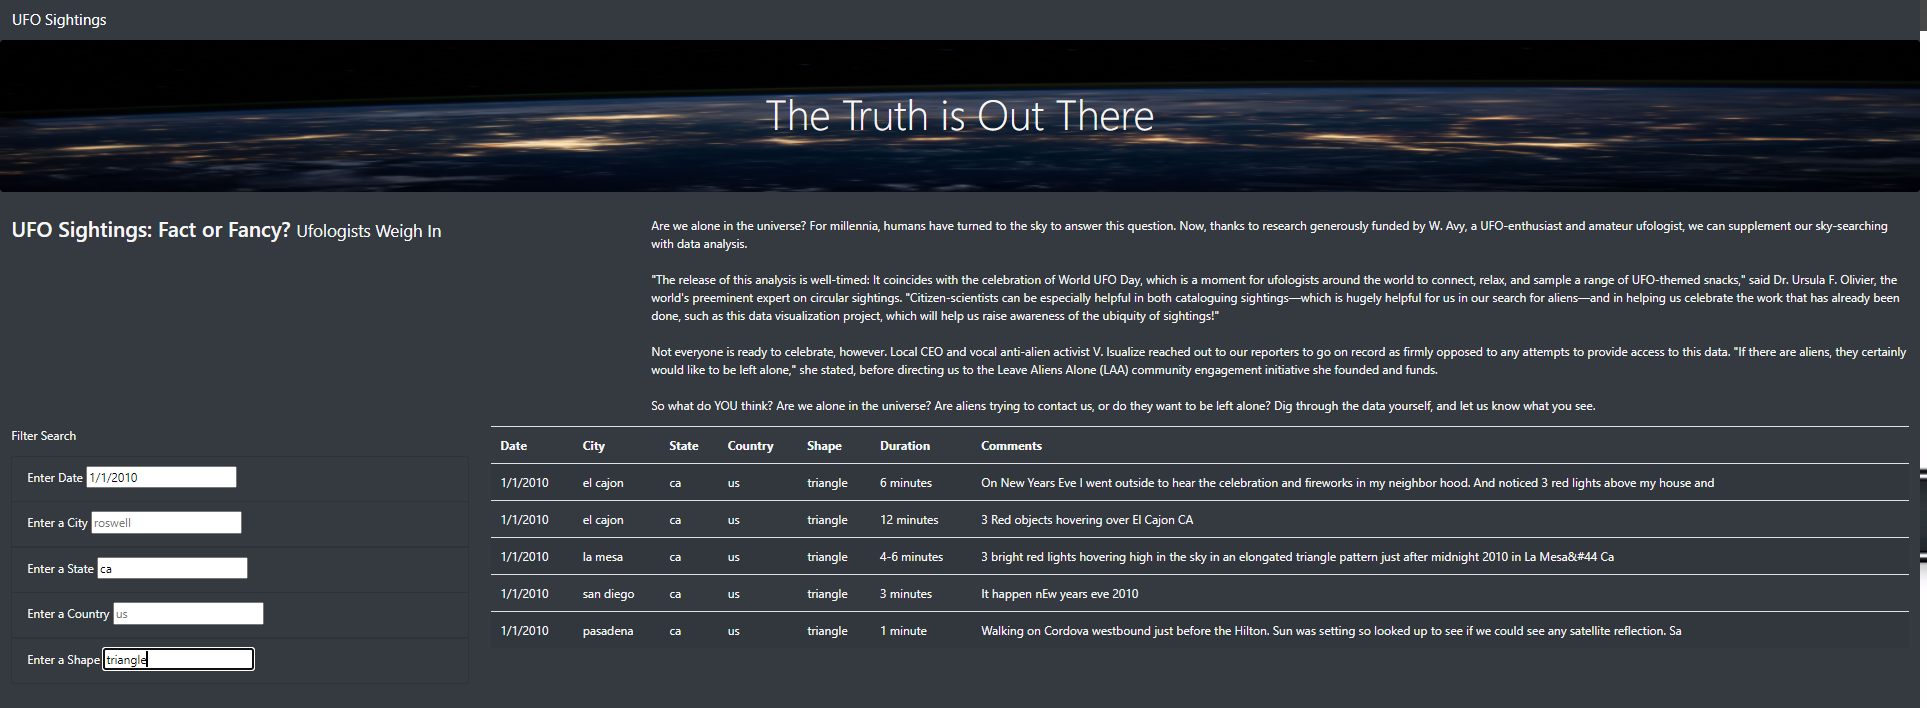 UFO Sightings
The Truth is Out There
UFO Sightings: Fact or Fancy? Ufologists Weigh In
Are we alone in the universe? For millennia, humans have turned to the sky to answer this question. Now, thanks to research generously funded by W. Avy, a UFO-enthusiast and amateur ufologist, we can supplement our sky-searching
with data analysis.
"The release of this analysis is well-timed: It coincides with the celebration of World UFO Day, which is a moment for ufologists around the world to connect, relax, and sample a range of UFO-themed snacks," said Dr. Ursula F. Olivier, the
world's preeminent expert on circular sightings. "Citizen-scientists can be especially helpful in both cataloguing sightings—which is hugely helpful for us in our search for aliens—and in helping us celebrate the work that has already been
done, such as this data visualization project, which will help us raise awareness of the ubiquity of sightings!"
Not everyone is ready to celebrate, however. Local CEO and vocal anti-alien activist V. Isualize reached out to our reporters to go on record as firmly opposed to any attempts to provide access to this data. "If there are aliens, they certainly
would like to be left alone," she stated, before directing us to the Leave Aliens Alone (LAA) community engagement initiative she founded and funds.
So what do YOU think? Are we alone in the universe? Are aliens trying to contact us, or do they want to be left alone? Dig through the data yourself, and let us know what you see.
Filter Search
Enter Date 1/1/2010
Enter a City roswell
Enter a State ca
Enter a Country us
Enter a Shape triangle
Date City State Country Shape Duration Comments
1/1/2010 el cajon ca us triangle 6 minutes On New Years Eve I went outside to hear the celebration and fireworks in my neighbor hood. And noticed 3 red lights above my house and
1/1/2010 el cajon ca us triangle 12 minutes 3 Red objects hovering over El Cajon CA
1/1/2010 la mesa ca us triangle 4-6 minutes 3 bright red lights hovering high in the sky in an elongated triangle pattern just after midnight 2010 in La Mesa&#44 Ca
1/1/2010 san diego ca us triangle 3 minutes It happen nEw years eve 2010
1/1/2010 pasadena ca us triangle 1 minute Walking on Cordova westbound just before the Hilton. Sun was setting so looked up to see if we could see any satellite reflection. Sa